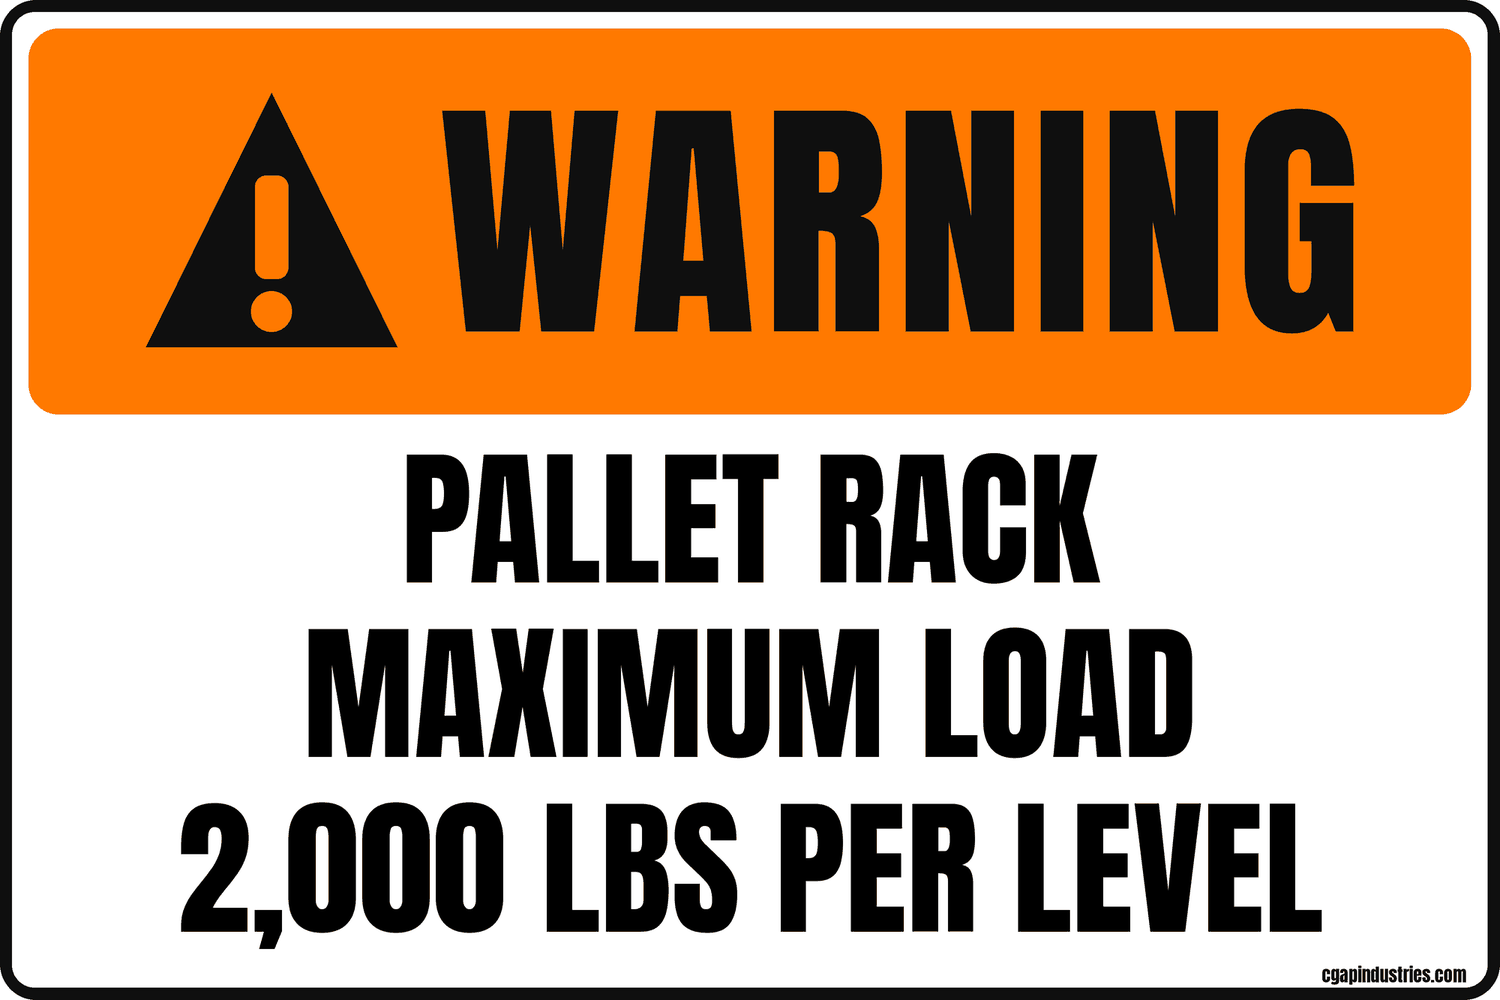 WARNING
PALLET RACK
MAXIMUM LOAD
2,000 LBS PER LEVEL
cgapindustries.com